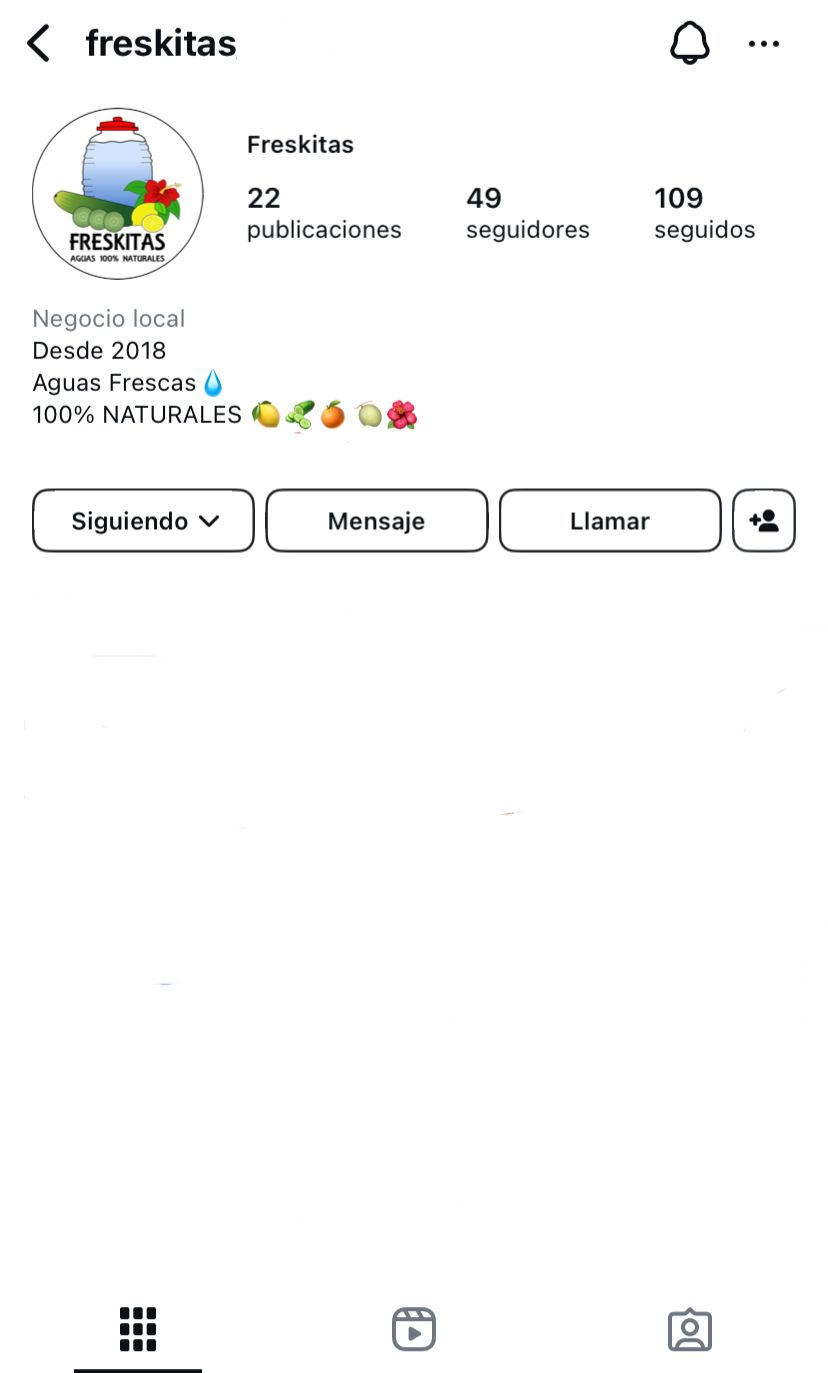 freskitas
Freskitas
22 49 109
publicaciones seguidores seguidos
FRESKITAS
AGUAS 100% NATURALES
Negocio local
Desde 2018
Aguas Frescas💧
100% NATURALES 🍋🥒🍊🍈🌺
Siguiendo Mensaje Llamar